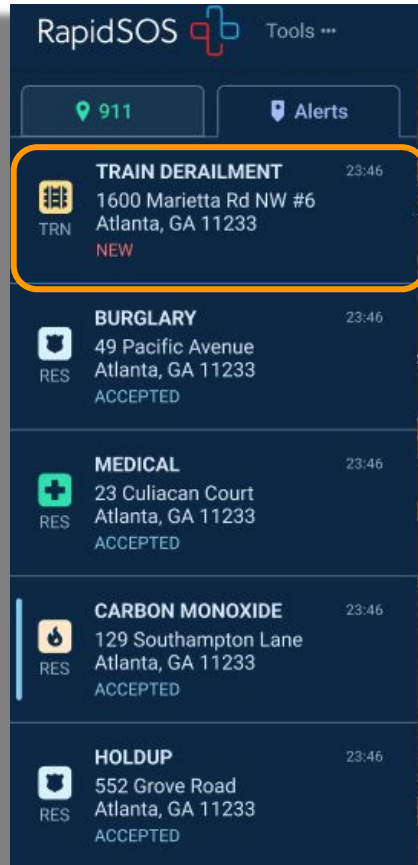 RapidSOS Tools ···
911 Alerts
TRAIN DERAILMENT 23:46
1600 Marietta Rd NW #6
Atlanta, GA 11233
TRN
NEW
BURGLARY 23:46
49 Pacific Avenue
Atlanta, GA 11233
RES
ACCEPTED
MEDICAL 23:46
23 Culiacan Court
Atlanta, GA 11233
RES
ACCEPTED
CARBON MONOXIDE 23:46
129 Southampton Lane
Atlanta, GA 11233
RES
ACCEPTED
HOLDUP 23:46
552 Grove Road
Atlanta, GA 11233
RES
ACCEPTED